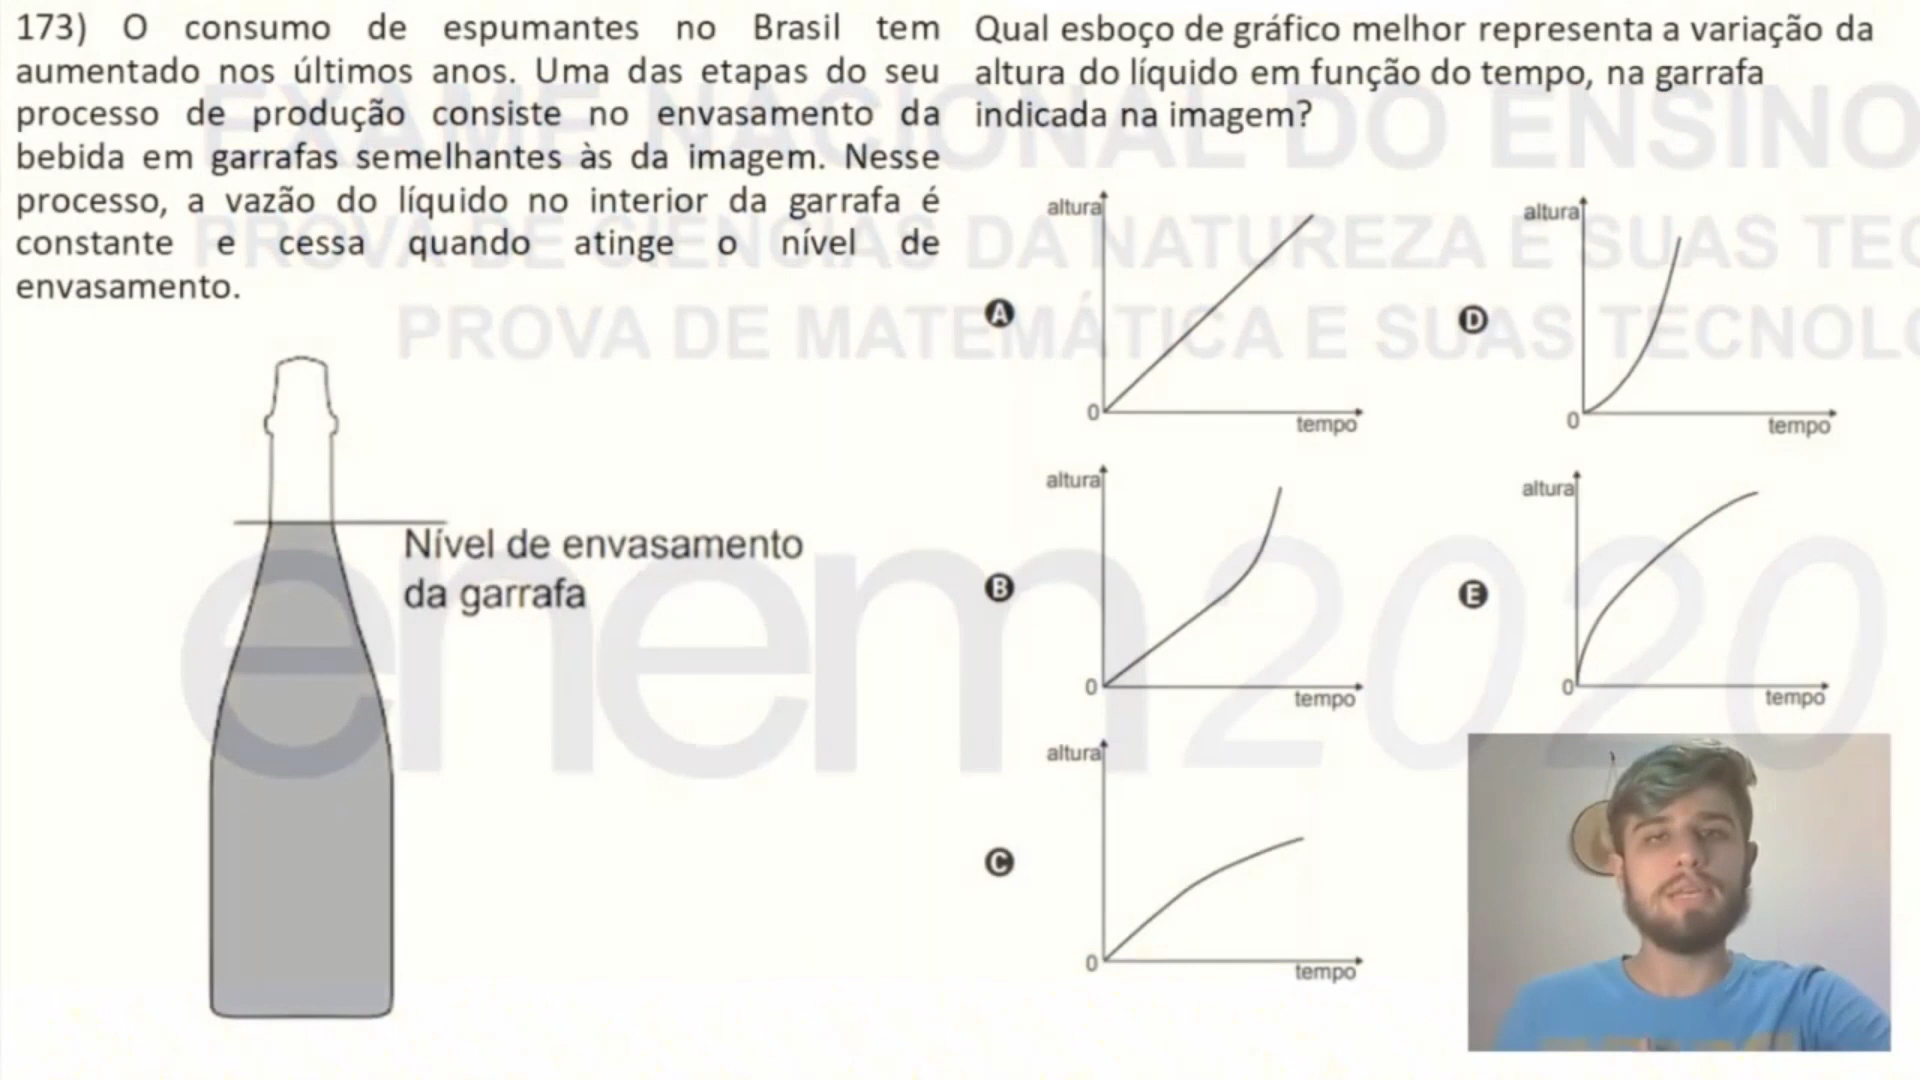 173) O consumo de espumantes no Brasil tem
aumentado nos últimos anos. Uma das etapas do seu
processo de produção consiste no envasamento da
bebida em garrafas semelhantes às da imagem. Nesse
processo, a vazão do líquido no interior da garrafa é
constante e cessa quando atinge o nível de
envasamento.
Nível de envasamento
da garrafa
Qual esboço de gráfico melhor representa a variação da
altura do líquido em função do tempo, na garrafa
indicada na imagem?
altura
A
0
tempo
altura
B
0
tempo
altura
C
0
tempo
altura
D
0
tempo
altura
E
0
tempo
EXAME NACIONAL DO ENSINO
PROVA DE CIÊNCIAS DA NATUREZA E SUAS TEC
PROVA DE MATEMÁTICA E SUAS TECNOLO
enem2020